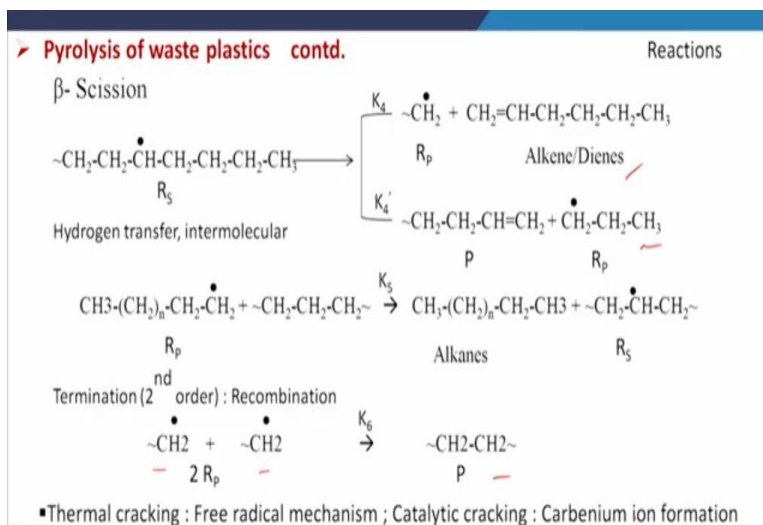 Pyrolysis of waste plastics contd. Reactions
β- Scission
K₄ ~CH₂ + CH₂=CH-CH₂-CH₂-CH₂-CH₃
~CH₂-CH₂-CH-CH₂-CH₂-CH₂-CH₃
Rₚ Alkene/Dienes
Rₛ
K₄' ~CH₂-CH₂-CH=CH₂ + CH₂-CH₂-CH₃
Hydrogen transfer, intermolecular
P Rₚ
CH3-(CH₂)ₙ-CH₂-CH₂ + ~CH₂-CH₂-CH₂~ K₅ → CH₃-(CH₂)ₙ-CH₂-CH3 + ~CH₂-CH-CH₂~
Rₚ Alkanes Rₛ
Termination (2nd order) : Recombination
~CH2 + ~CH2 K₆ → ~CH2-CH2~
2 Rₚ P
▪Thermal cracking : Free radical mechanism ; Catalytic cracking : Carbenium ion formation